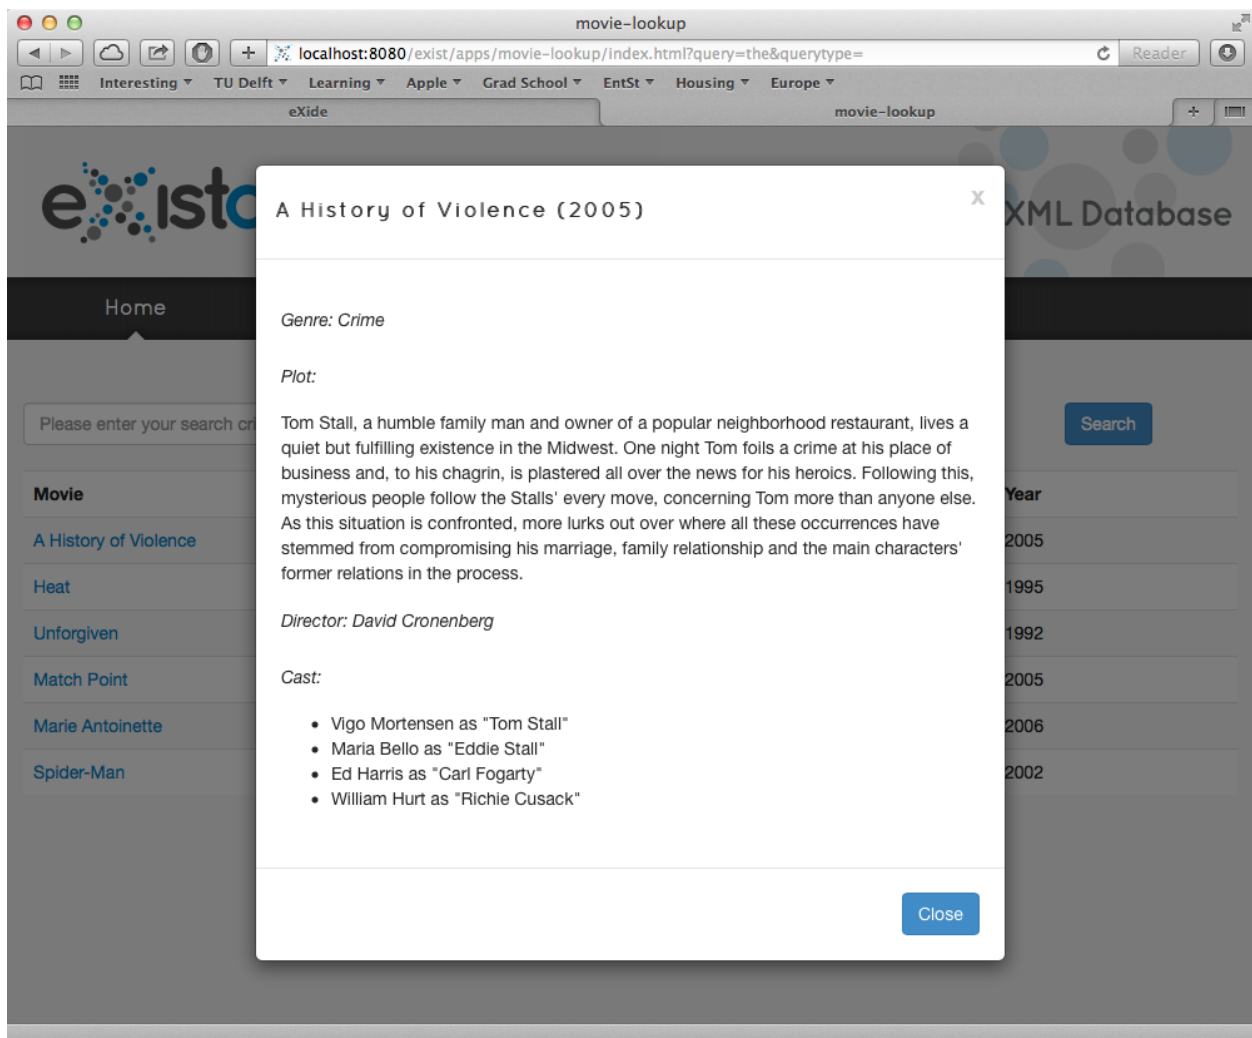 movie-lookup
localhost:8080/exist/apps/movie-lookup/index.html?query=the&querytype=
Reader
Interesting TU Delft Learning Apple Grad School EntSt Housing Europe
eXide movie-lookup
eXist
XML Database
A History of Violence (2005) x
Home
Genre: Crime
Plot:
Please enter your search cri
Search
Tom Stall, a humble family man and owner of a popular neighborhood restaurant, lives a
quiet but fulfilling existence in the Midwest. One night Tom foils a crime at his place of
business and, to his chagrin, is plastered all over the news for his heroics. Following this,
mysterious people follow the Stalls' every move, concerning Tom more than anyone else.
As this situation is confronted, more lurks out over where all these occurrences have
stemmed from compromising his marriage, family relationship and the main characters'
former relations in the process.
Director: David Cronenberg
Cast:
• Vigo Mortensen as "Tom Stall"
• Maria Bello as "Eddie Stall"
• Ed Harris as "Carl Fogarty"
• William Hurt as "Richie Cusack"
Close
Movie Year
A History of Violence 2005
Heat 1995
Unforgiven 1992
Match Point 2005
Marie Antoinette 2006
Spider-Man 2002